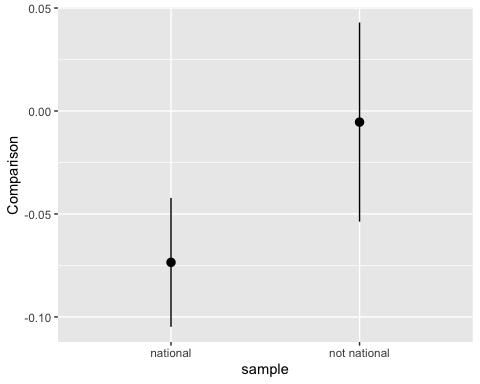 0.05
0.00
-0.05
-0.10
Comparison
national
not national
sample